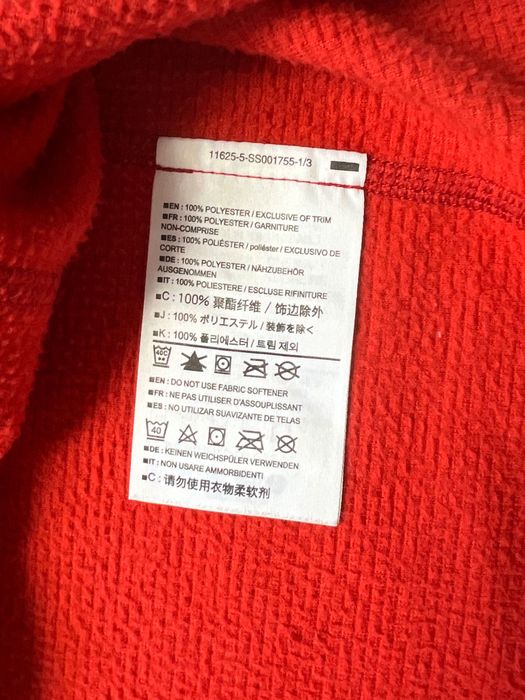 11625-5-SS001755-1/3
■EN : 100% POLYESTER / EXCLUSIVE OF TRIM
■FR : 100% POLYESTER / GARNITURE
NON-COMPRISE
■ES : 100% POLIÉSTER / poliéster / EXCLUSIVO DE
CORTE
■DE : 100% POLYESTER / NÄHZUBEHÖR
AUSGENOMMEN
■IT : 100% POLIESTERE / ESCLUSE RIFINITURE
■C: 100% 聚酯纤维 / 饰边除外
■J : 100% ポリエステル / 装飾を除く
■K : 100% 폴리에스터 / 트림 제외
40C
■EN : DO NOT USE FABRIC SOFTENER
■FR : NE PAS UTILISER D'ASSOUPLISSANT
■ES : NO UTILIZAR SUAVIZANTE DE TELAS
40
■DE : KEINEN WEICHSPÜLER VERWENDEN
■IT : NON USARE AMMORBIDENTI
■C: 请勿使用衣物柔软剂